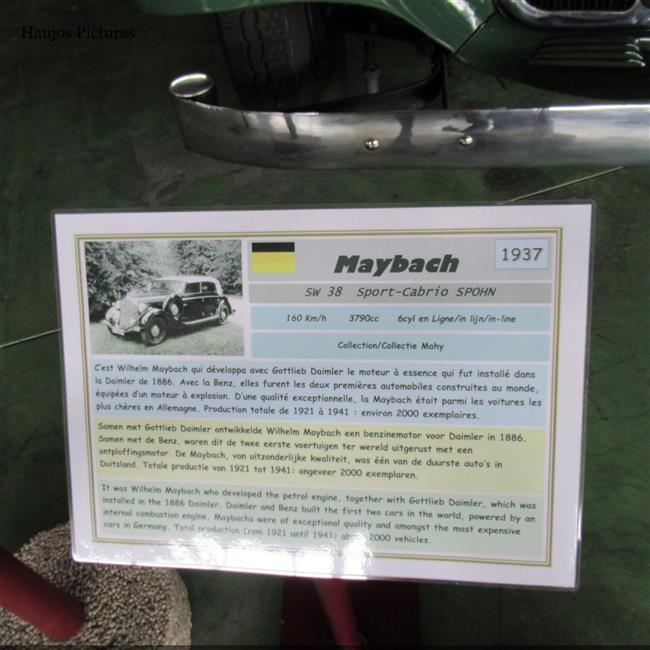 Haujos Pictures
Maybach
1937
SW 38 Sport-Cabrio SPOHN
160 Km/h 3790cc 6cyl en Ligne/in lijn/in-line
Collection/Collectie Mahy
C'est Wilhelm Maybach qui développa avec Gottlieb Daimler le moteur à essence qui fut installé dans
la Daimler de 1886. Avec la Benz, elles furent les deux premières automobiles construites au monde,
équipées d'un moteur à explosion. D'une qualité exceptionnelle, la Maybach était parmi les voitures les
plus chères en Allemagne. Production totale de 1921 à 1941 : environ 2000 exemplaires.
Samen met Gottlieb Daimler ontwikkelde Wilhelm Maybach een benzinemotor voor Daimler in 1886.
Samen met de Benz, waren dit de twee eerste voertuigen ter wereld uitgerust met een
ontploffingsmotor. De Maybach, van uitzonderlijke kwaliteit, was één van de duurste auto's in
Duitsland. Totale productie van 1921 tot 1941: ongeveer 2000 exemplaren.
It was Wilhelm Maybach who developed the petrol engine, together with Gottlieb Daimler, which was
installed in the 1886 Daimler. Daimler and Benz built the first two cars in the world, powered by an
internal combustion engine. Maybachs were of exceptional quality and amongst the most expensive
cars in Germany. Total production from 1921 until 1941: about 2000 vehicles.